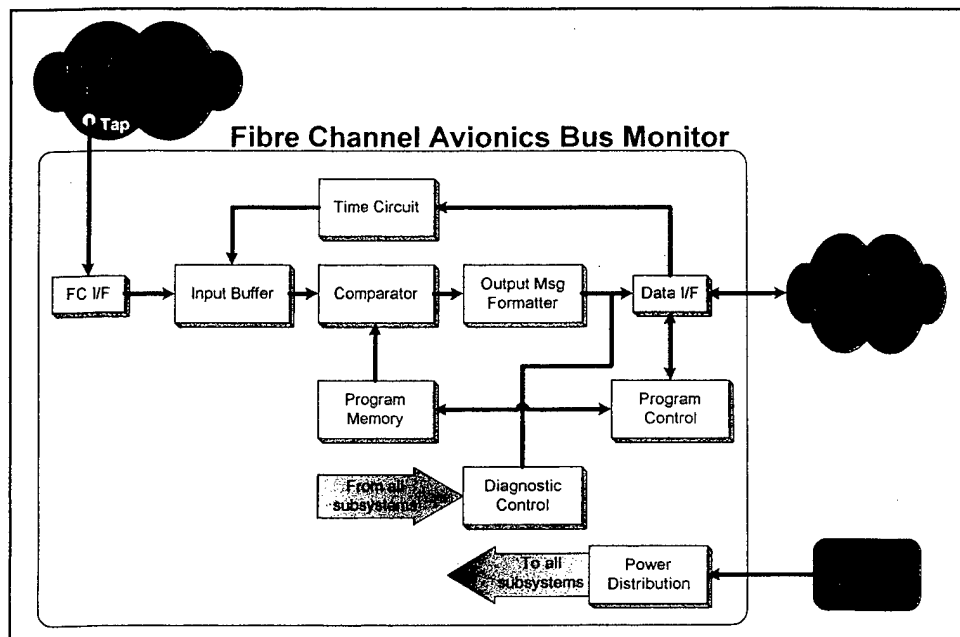 Tap
Fibre Channel Avionics Bus Monitor
Time Circuit
FC I/F
Input Buffer
Comparator
Output Msg
Formatter
Data I/F
Program
Memory
Program
Control
From all
subsystems
Diagnostic
Control
To all
subsystems
Power
Distribution